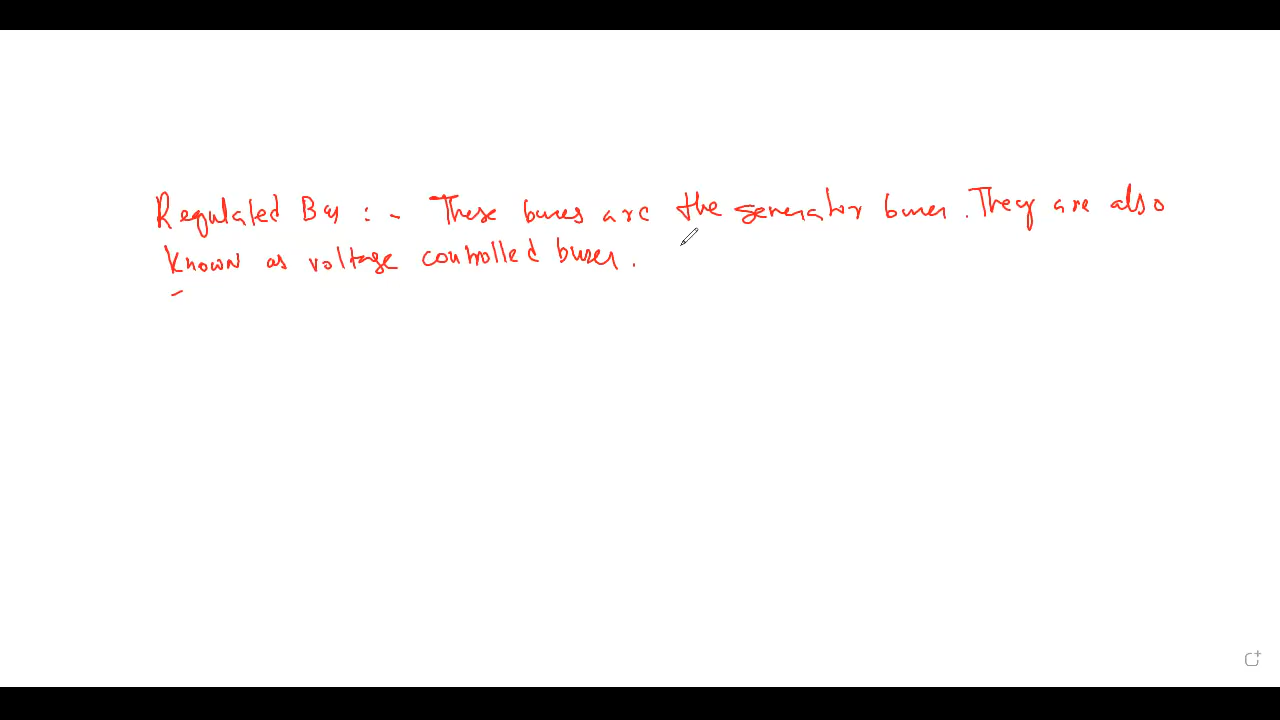 Regulated Bus :- These buses are the generator buses. They are also
known as voltage controlled buses.